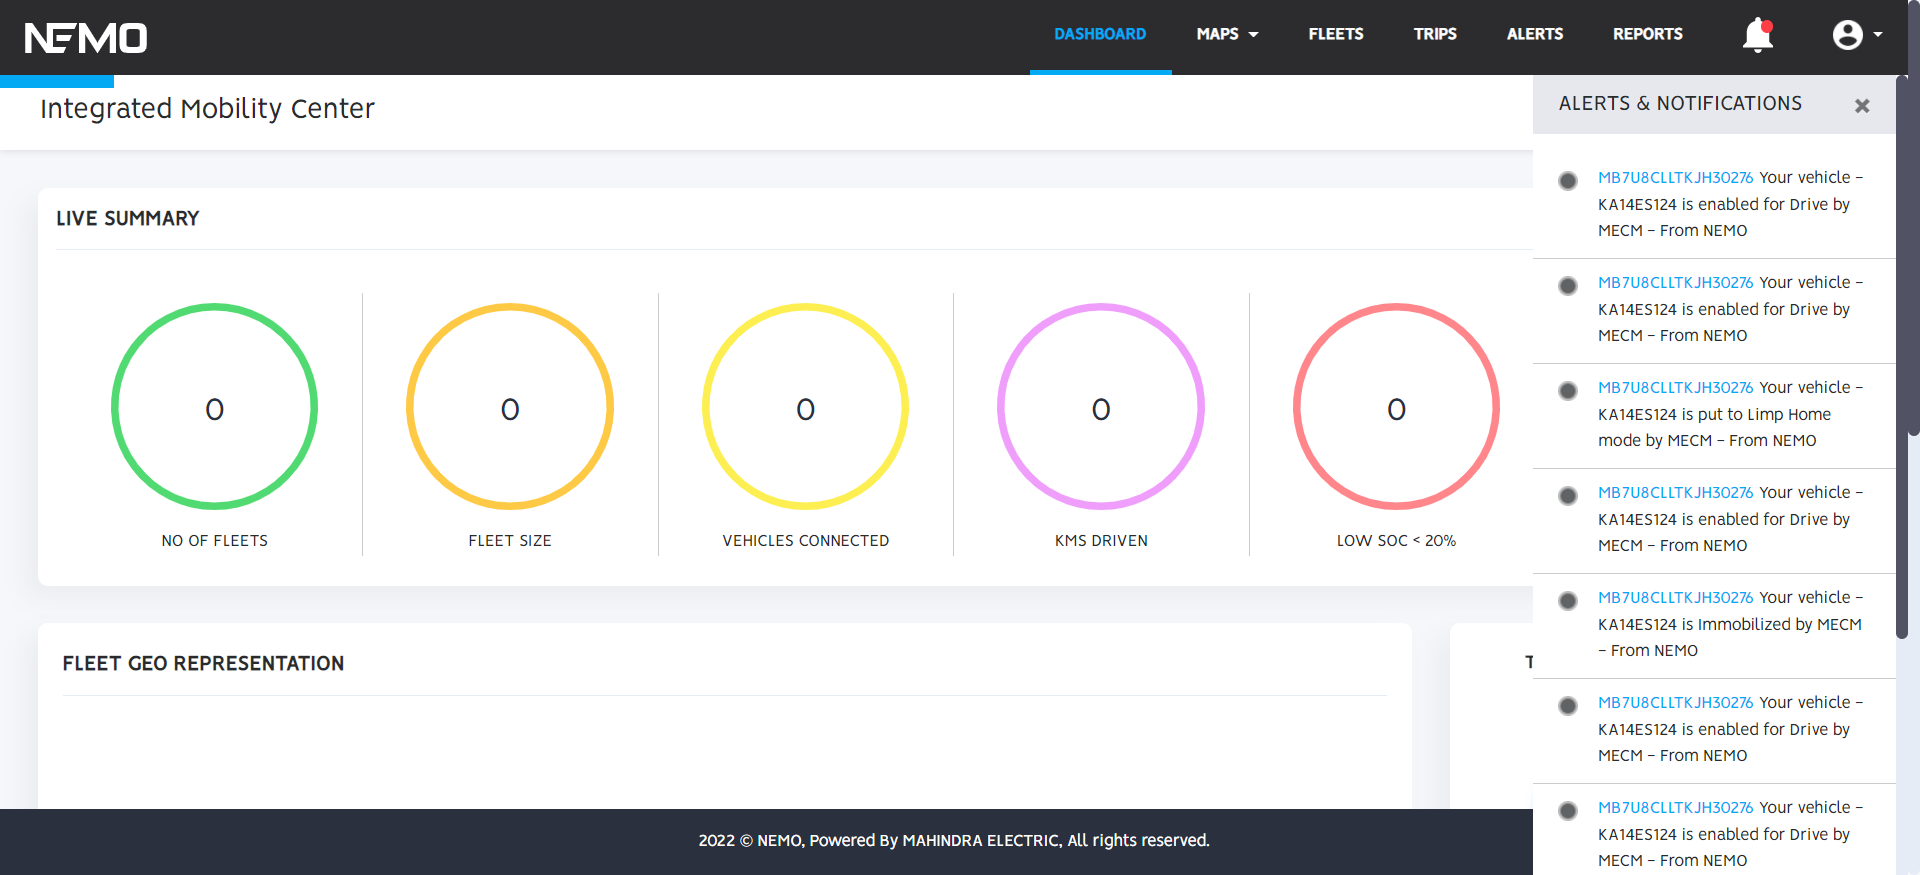 NEMO
DASHBOARD
MAPS
FLEETS
TRIPS
ALERTS
REPORTS
Integrated Mobility Center
ALERTS & NOTIFICATIONS
LIVE SUMMARY
0
0
0
0
0
NO OF FLEETS
FLEET SIZE
VEHICLES CONNECTED
KMS DRIVEN
LOW SOC < 20%
FLEET GEO REPRESENTATION
T
MB7U8CLLTKJH30276 Your vehicle -
KA14ES124 is enabled for Drive by
MECM - From NEMO
MB7U8CLLTKJH30276 Your vehicle -
KA14ES124 is enabled for Drive by
MECM - From NEMO
MB7U8CLLTKJH30276 Your vehicle -
KA14ES124 is put to Limp Home
mode by MECM - From NEMO
MB7U8CLLTKJH30276 Your vehicle -
KA14ES124 is enabled for Drive by
MECM - From NEMO
MB7U8CLLTKJH30276 Your vehicle -
KA14ES124 is Immobilized by MECM
- From NEMO
MB7U8CLLTKJH30276 Your vehicle -
KA14ES124 is enabled for Drive by
MECM - From NEMO
MB7U8CLLTKJH30276 Your vehicle -
KA14ES124 is enabled for Drive by
MECM - From NEMO
2022 © NEMO, Powered By MAHINDRA ELECTRIC, All rights reserved.